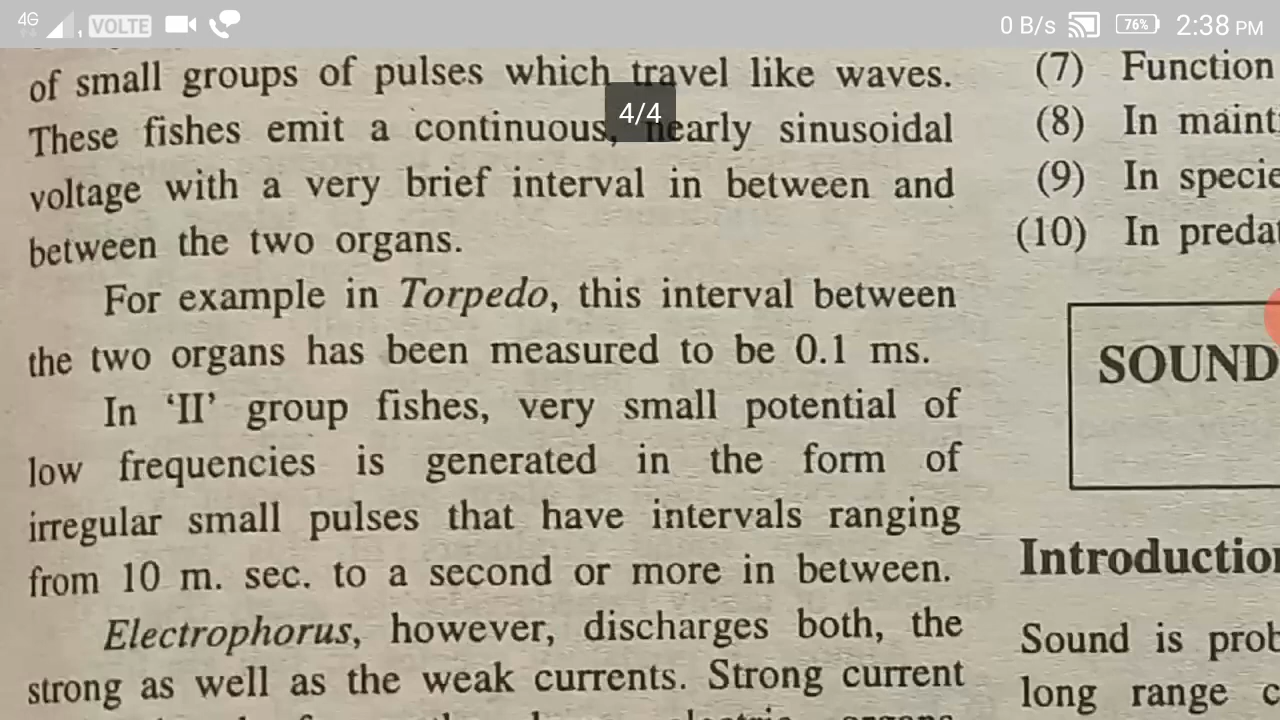 4G VOLTE 0 B/s 76% 2:38 PM
4/4
of small groups of pulses which travel like waves.
These fishes emit a continuous, nearly sinusoidal
voltage with a very brief interval in between and
between the two organs.
For example in Torpedo, this interval between
the two organs has been measured to be 0.1 ms.
In ‘II’ group fishes, very small potential of
low frequencies is generated in the form of
irregular small pulses that have intervals ranging
from 10 m. sec. to a second or more in between.
Electrophorus, however, discharges both, the
strong as well as the weak currents. Strong current
(7) Function
(8) In
(9) In
(10) In
SOUND
Introduction
Sound is
long range